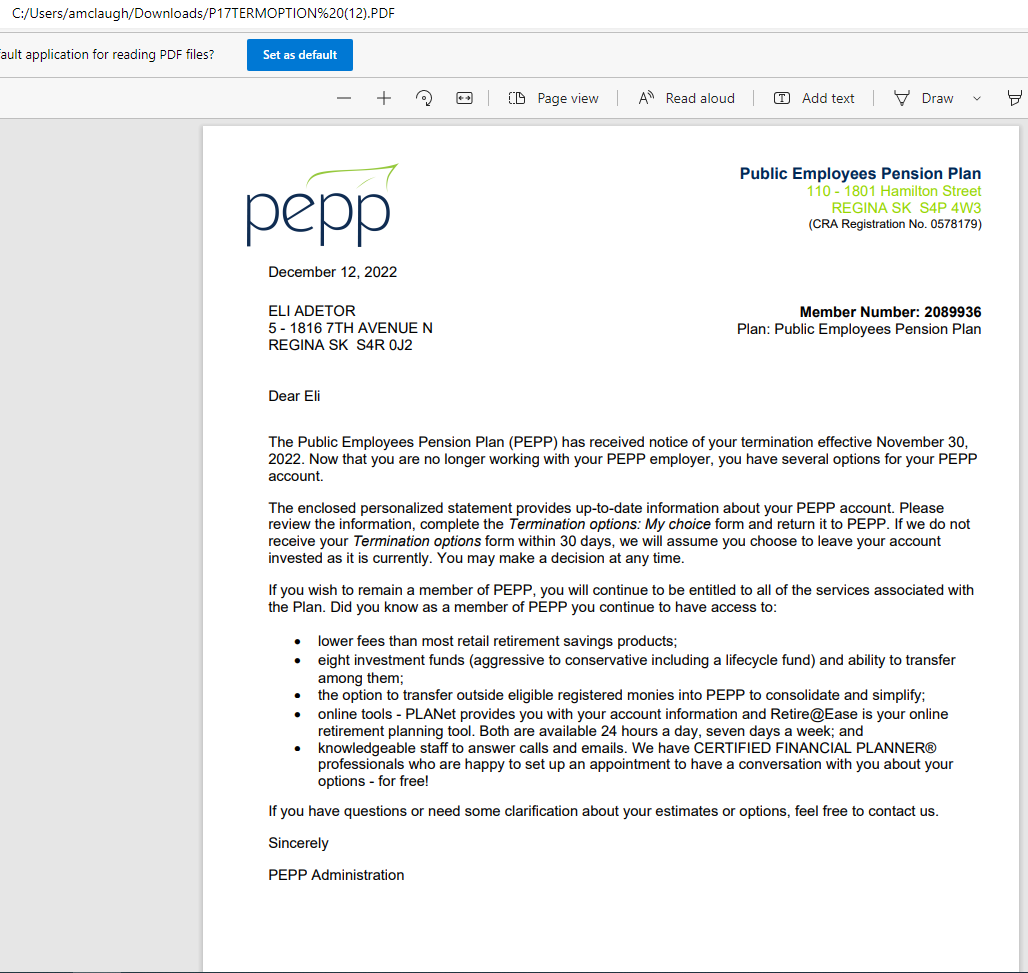 C:/Users/amclaugh/Downloads/P17TERMOPTION%20(12).PDF
fault application for reading PDF files?
Set as default
Page view
Read aloud
Add text
Draw
pepp
Public Employees Pension Plan
110 - 1801 Hamilton Street
REGINA SK  S4P 4W3
(CRA Registration No. 0578179)
December 12, 2022
ELI ADETOR
5 - 1816 7TH AVENUE N
REGINA SK  S4R 0J2
Member Number: 2089936
Plan: Public Employees Pension Plan
Dear Eli
The Public Employees Pension Plan (PEPP) has received notice of your termination effective November 30,
2022. Now that you are no longer working with your PEPP employer, you have several options for your PEPP
account.
The enclosed personalized statement provides up-to-date information about your PEPP account. Please
review the information, complete the Termination options: My choice form and return it to PEPP. If we do not
receive your Termination options form within 30 days, we will assume you choose to leave your account
invested as it is currently. You may make a decision at any time.
If you wish to remain a member of PEPP, you will continue to be entitled to all of the services associated with
the Plan. Did you know as a member of PEPP you continue to have access to:
• lower fees than most retail retirement savings products;
• eight investment funds (aggressive to conservative including a lifecycle fund) and ability to transfer
among them;
• the option to transfer outside eligible registered monies into PEPP to consolidate and simplify;
• online tools - PLANet provides you with your account information and Retire@Ease is your online
retirement planning tool. Both are available 24 hours a day, seven days a week; and
• knowledgeable staff to answer calls and emails. We have CERTIFIED FINANCIAL PLANNER®
professionals who are happy to set up an appointment to have a conversation with you about your
options - for free!
If you have questions or need some clarification about your estimates or options, feel free to contact us.
Sincerely
PEPP Administration